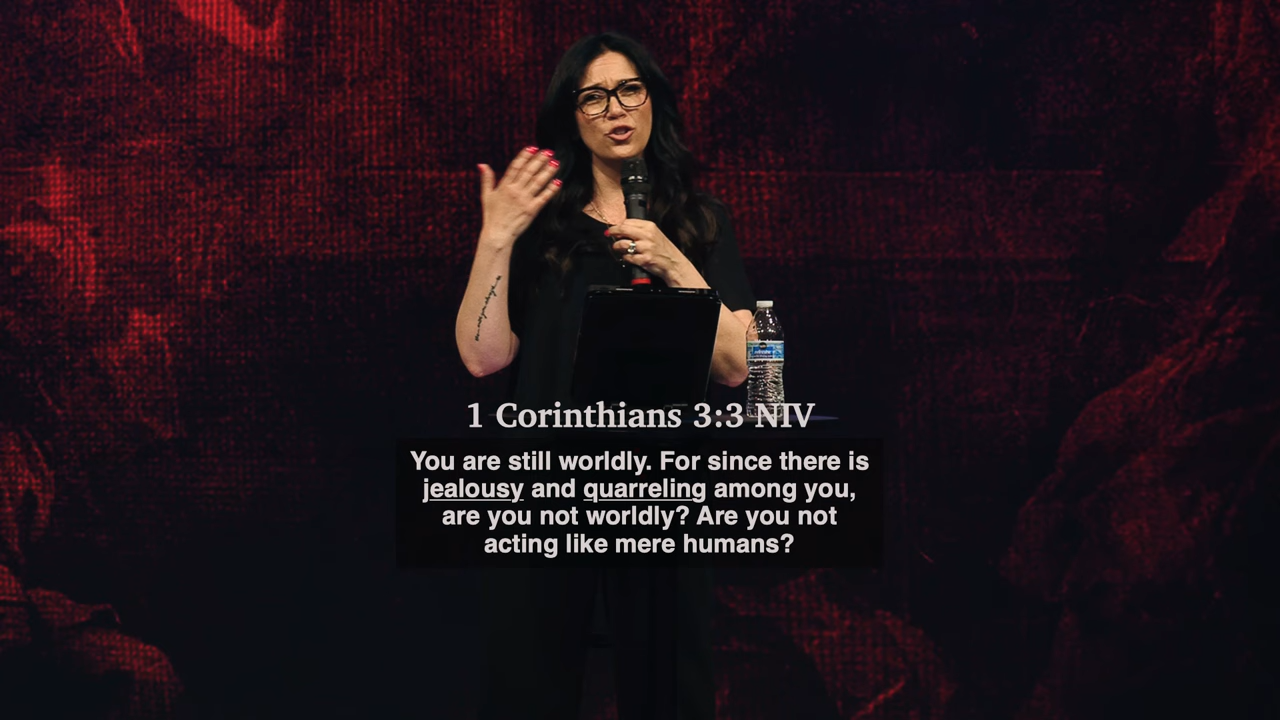 1 Corinthians 3:3 NIV
You are still worldly. For since there is
jealousy and quarreling among you,
are you not worldly? Are you not
acting like mere humans?